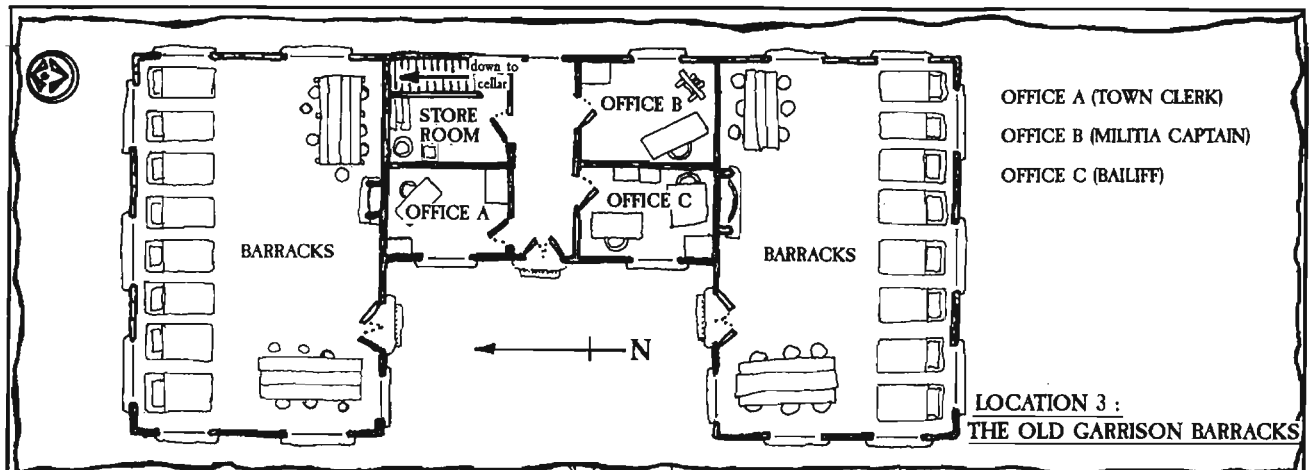 down to
cellar
STORE
ROOM
OFFICE B
OFFICE A
OFFICE C
BARRACKS
BARRACKS
N
OFFICE A (TOWN CLERK)
OFFICE B (MILITIA CAPTAIN)
OFFICE C (BAILIFF)
LOCATION 3 :
THE OLD GARRISON BARRACKS